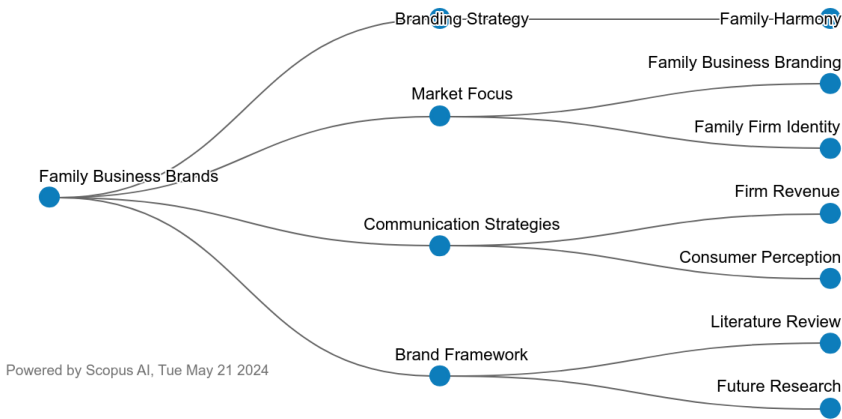 Branding Strategy
Family Harmony
Family Business Branding
Market Focus
Family Firm Identity
Family Business Brands
Firm Revenue
Communication Strategies
Consumer Perception
Literature Review
Brand Framework
Powered by Scopus AI, Tue May 21 2024
Future Research